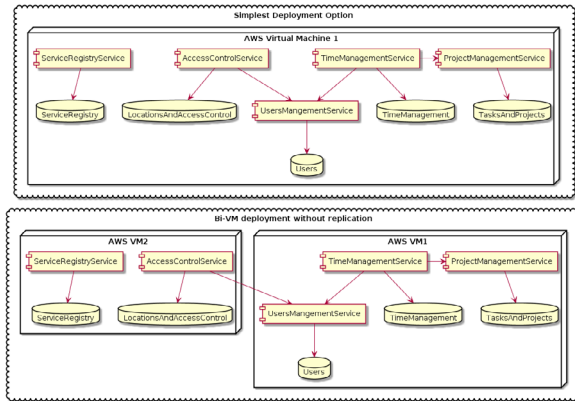 Simplest Deployment Option
AWS Virtual Machine 1
ServiceRegistryService
AccessControlService
TimeManagementService
ProjectManagementService
ServiceRegistry
LocationsAndAccessControl
UsersMangementService
TimeManagement
TasksAndProjects
Users
Bi-VM deployment without replication
AWS VM2
AWS VM1
ServiceRegistryService
AccessControlService
TimeManagementService
ProjectManagementService
ServiceRegistry
LocationsAndAccessControl
UsersMangementService
TimeManagement
TasksAndProjects
Users